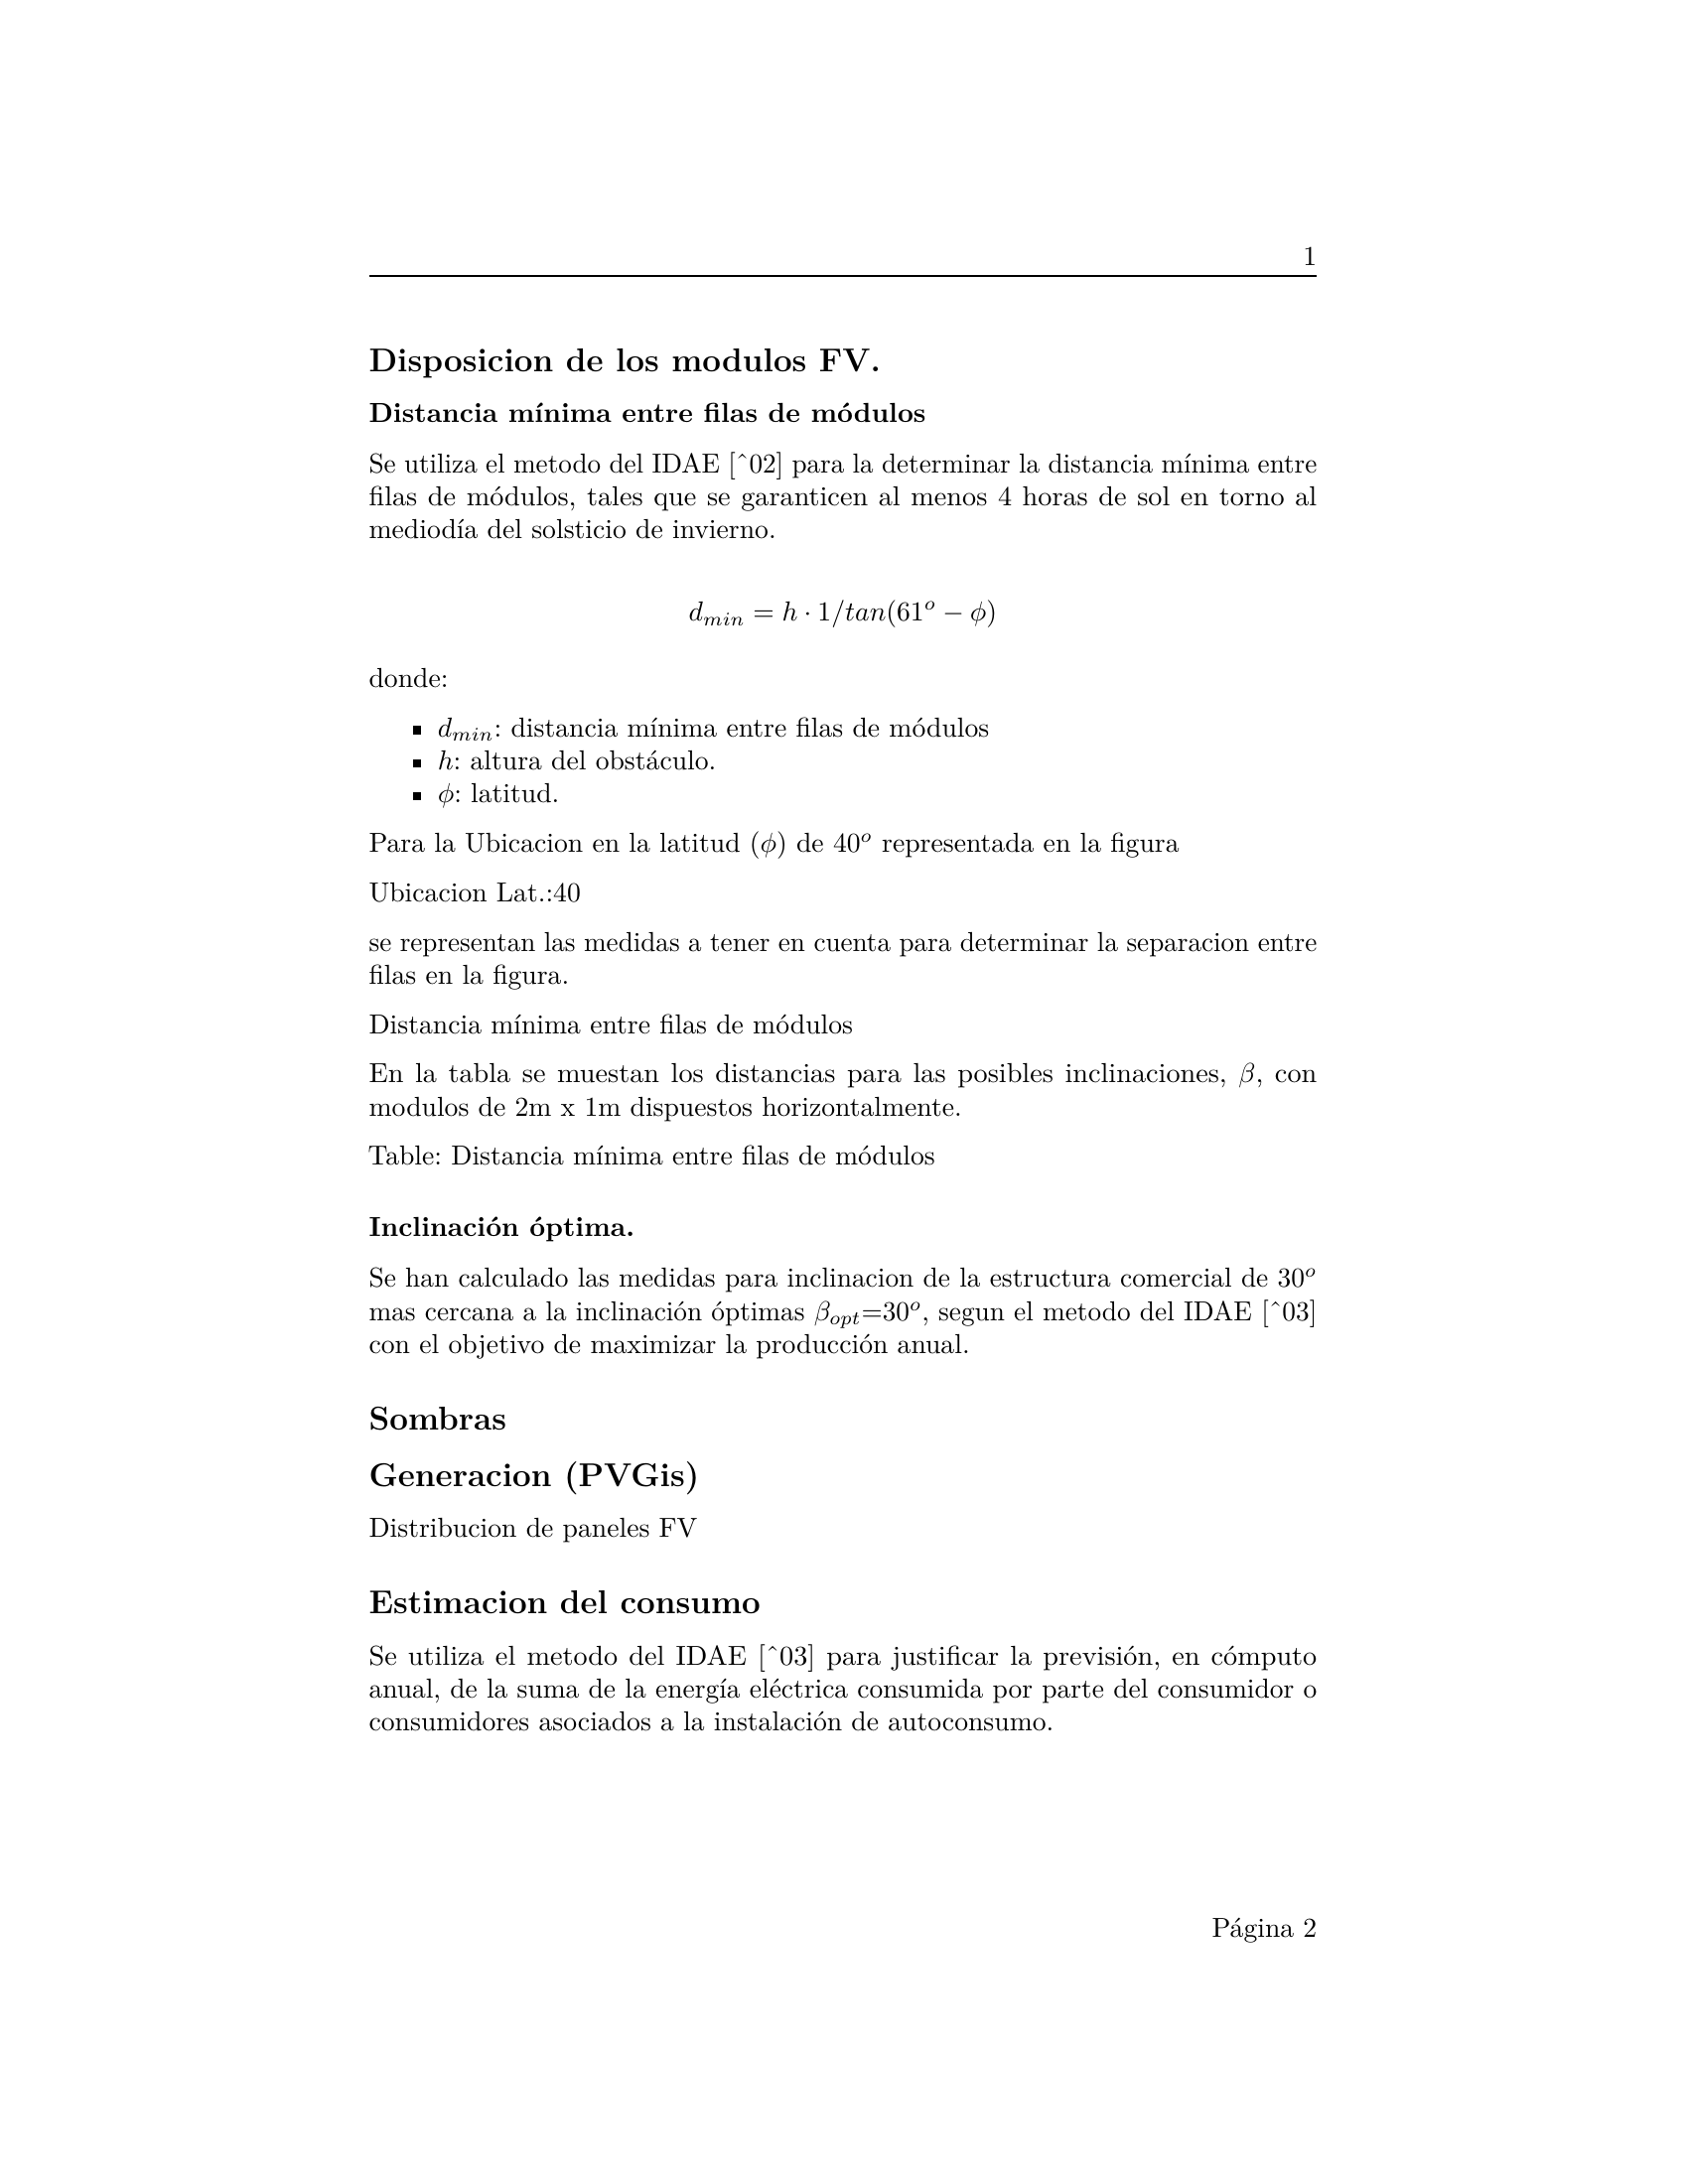 1
Disposicion de los modulos FV.
Distancia mínima entre filas de módulos
Se utiliza el metodo del IDAE [ˆ02] para la determinar la distancia mínima entre
filas de módulos, tales que se garanticen al menos 4 horas de sol en torno al
mediodía del solsticio de invierno.
d_{min} = h · 1/tan(61^o − ϕ)
donde:
▪ d_{min}: distancia mínima entre filas de módulos
▪ h: altura del obstáculo.
▪ ϕ: latitud.
Para la Ubicacion en la latitud (ϕ) de 40^o representada en la figura
Ubicacion Lat.:40
se representan las medidas a tener en cuenta para determinar la separacion entre
filas en la figura.
Distancia mínima entre filas de módulos
En la tabla se muestan los distancias para las posibles inclinaciones, β, con
modulos de 2m x 1m dispuestos horizontalmente.
Table: Distancia mínima entre filas de módulos
Inclinación óptima.
Se han calculado las medidas para inclinacion de la estructura comercial de 30^o
mas cercana a la inclinación óptimas β_{opt}=30^o, segun el metodo del IDAE [ˆ03]
con el objetivo de maximizar la producción anual.
Sombras
Generacion (PVGis)
Distribucion de paneles FV
Estimacion del consumo
Se utiliza el metodo del IDAE [ˆ03] para justificar la previsión, en cómputo
anual, de la suma de la energía eléctrica consumida por parte del consumidor o
consumidores asociados a la instalación de autoconsumo.
Página 2